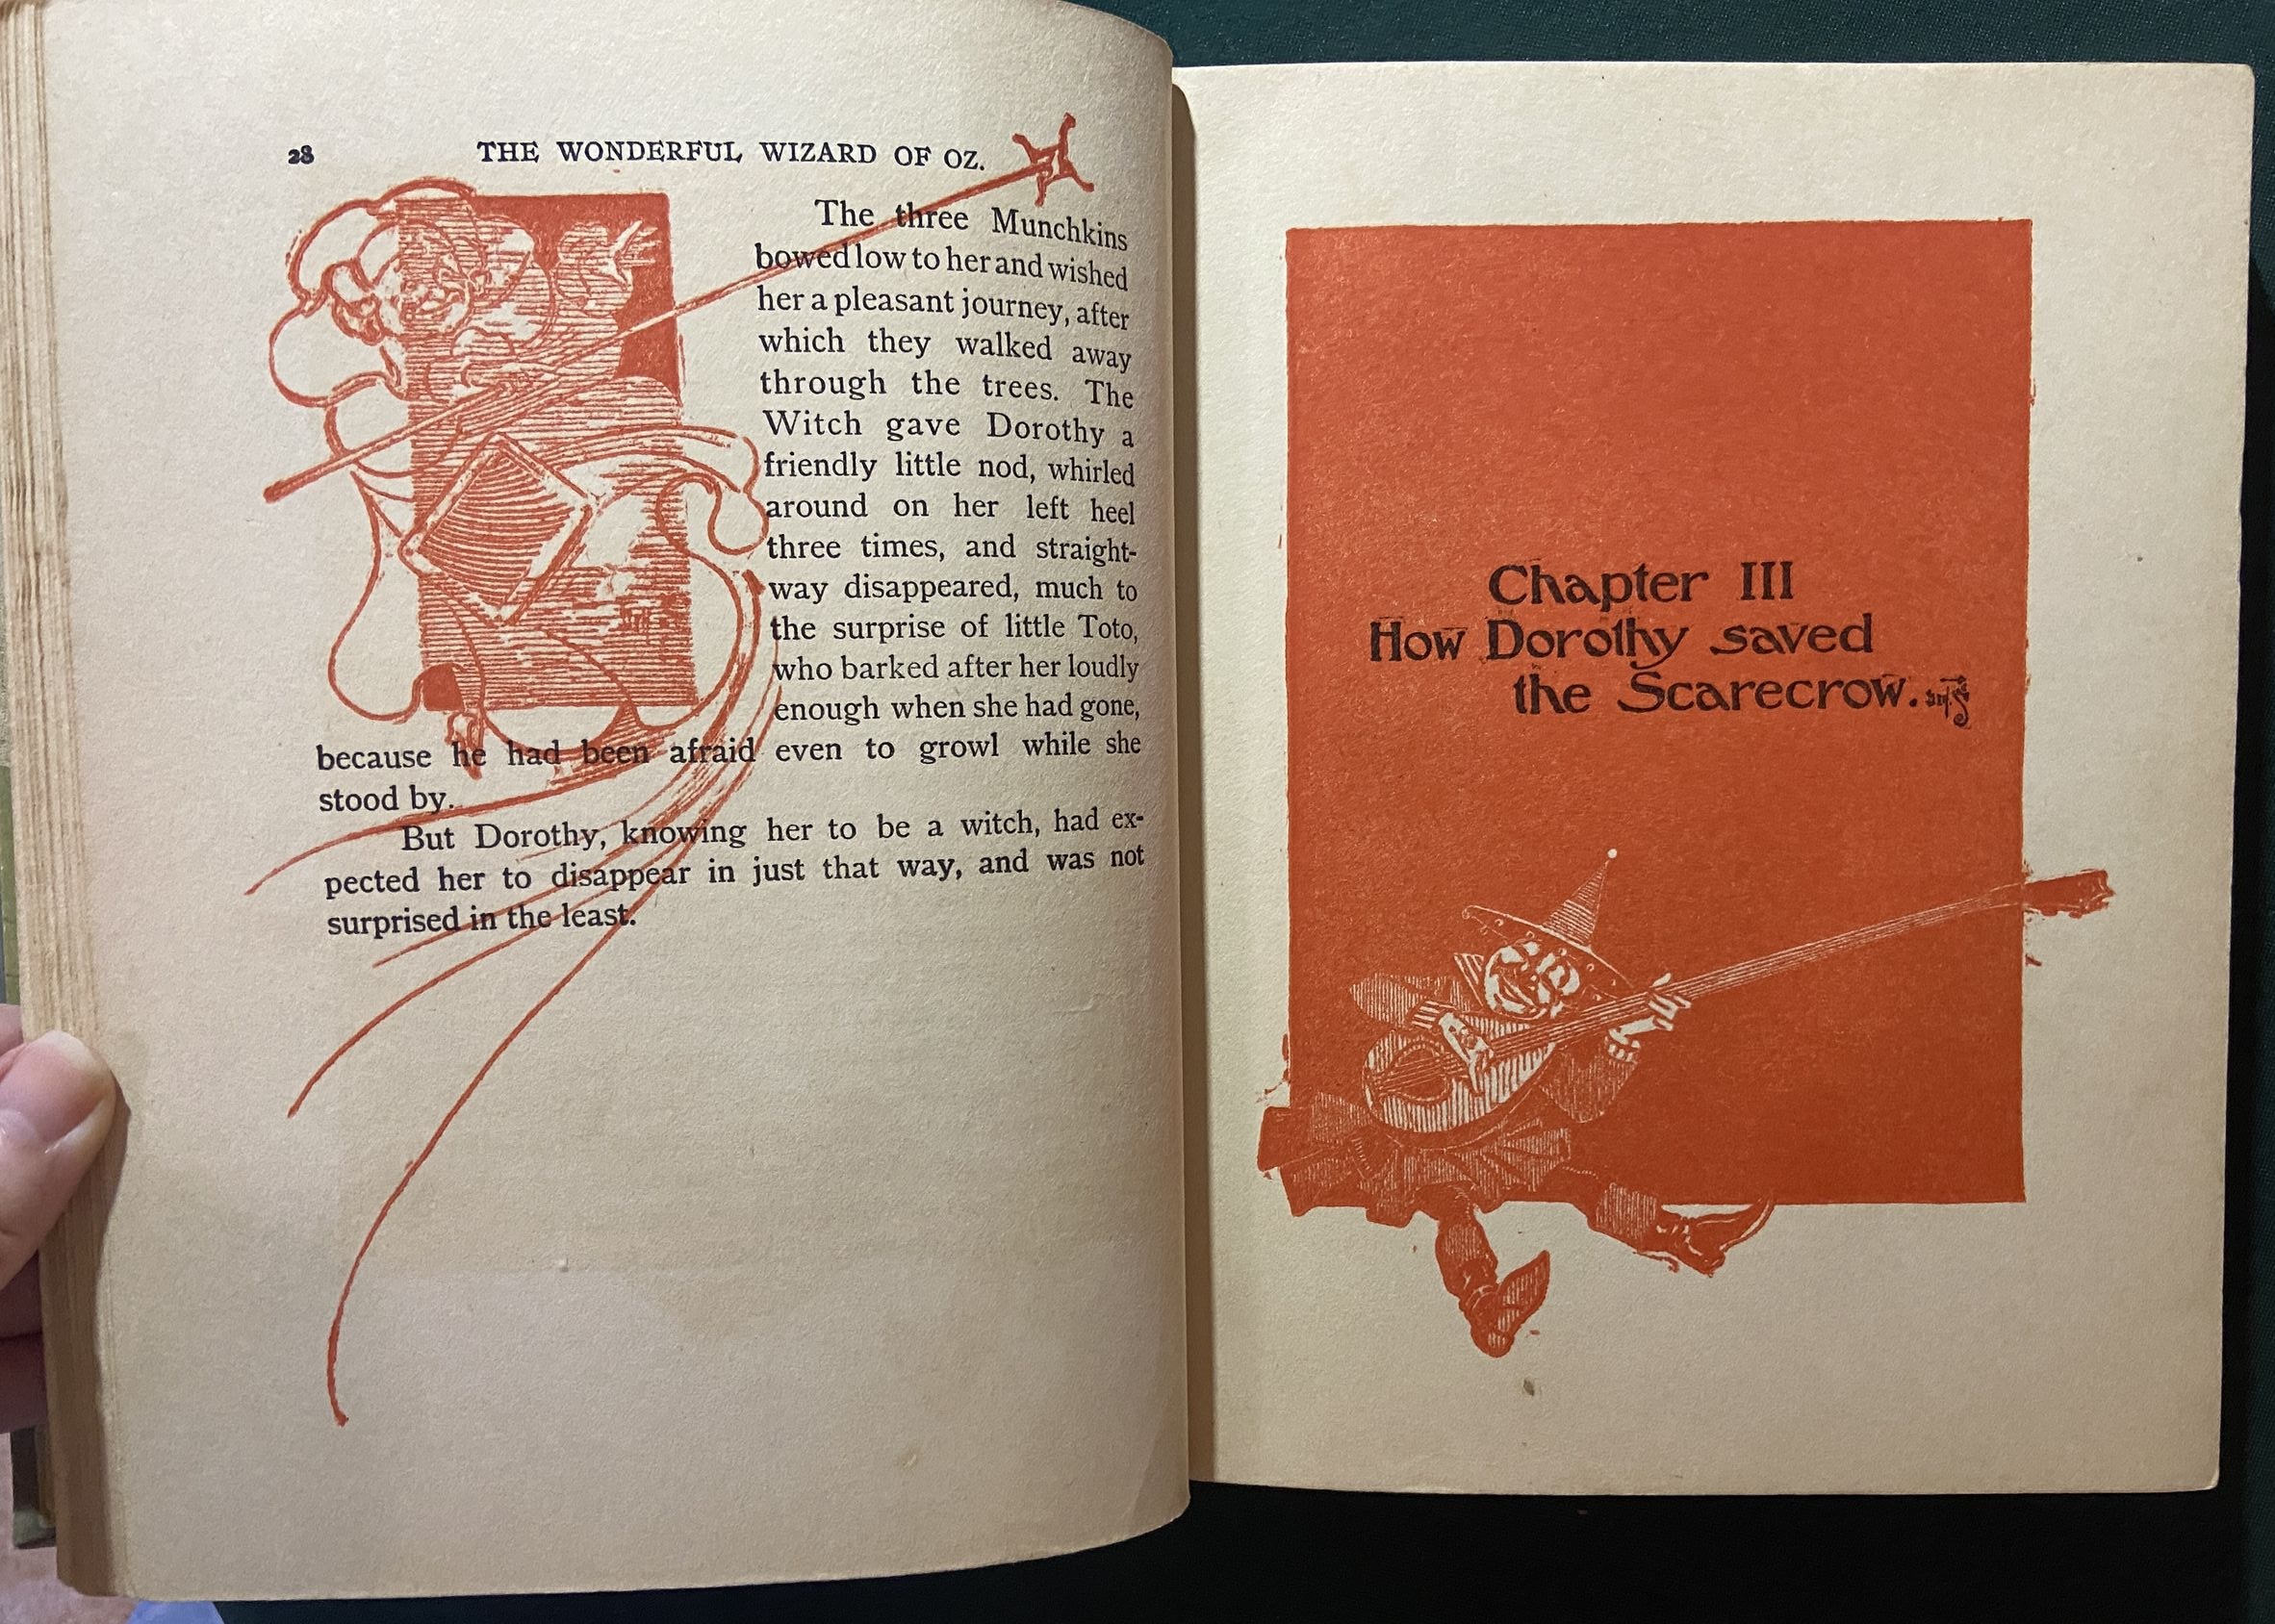 28
THE WONDERFUL WIZARD OF OZ.
The three Munchkins
bowed low to her and wished
her a pleasant journey, after
which they walked away
through the trees. The
Witch gave Dorothy a
friendly little nod, whirled
around on her left heel
three times, and straight-
way disappeared, much to
the surprise of little Toto,
who barked after her loudly
enough when she had gone,
because he had been afraid even to growl while she
stood by.
But Dorothy, knowing her to be a witch, had ex-
pected her to disappear in just that way, and was not
surprised in the least.
Chapter III
How Dorothy saved
the Scarecrow.